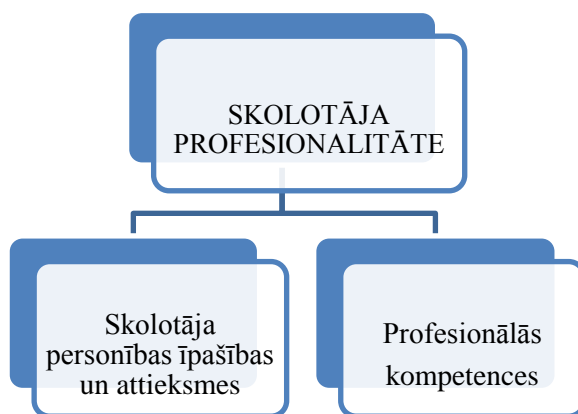 SKOLOTĀJA
PROFESIONALITĀTE
Skolotāja
personības īpašības
un attieksmes
Profesionālās
kompetences